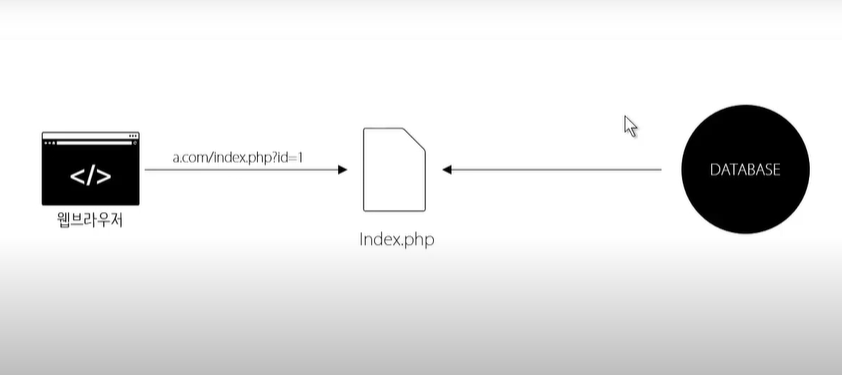 </>
a.com/index.php?id=1
웹브라우저
Index.php
DATABASE